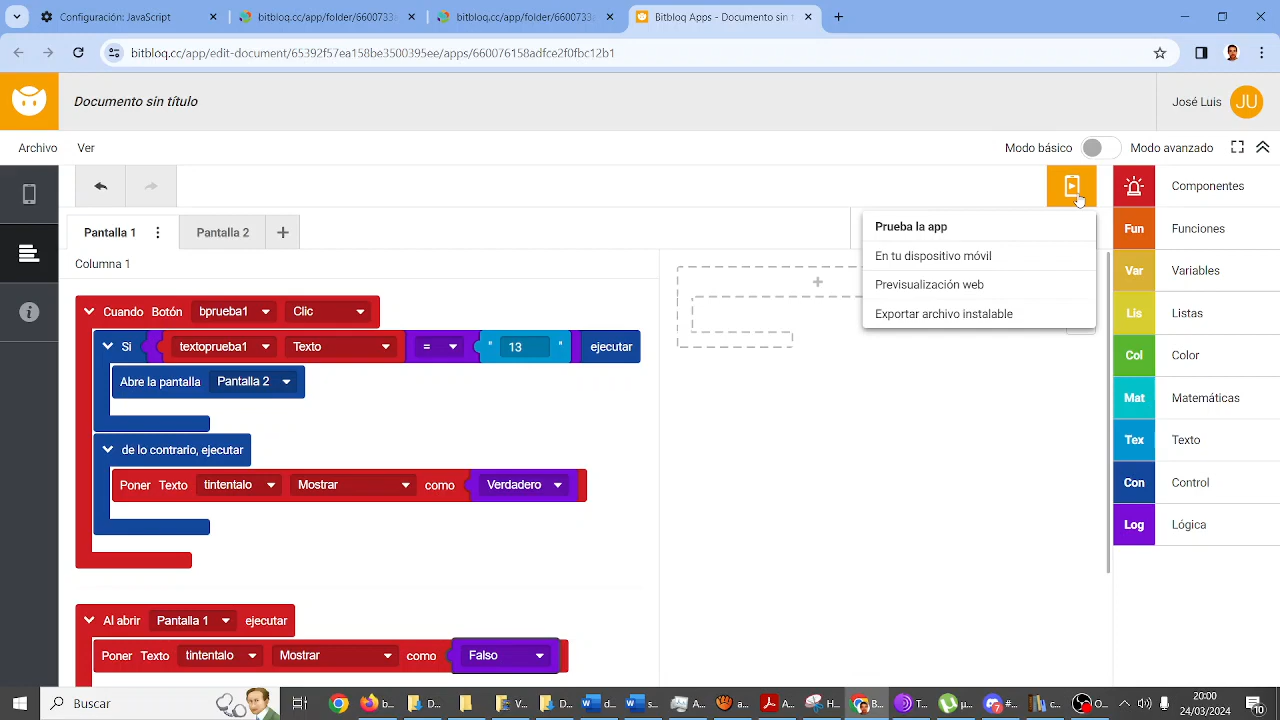 Configuración: Javascript
bitbloq.cc/app/folder/6600733
bitbloq.cc/app/folder/6600733
Bitbloq Apps - Documento sin t
bitbloq.cc/app/edit-document/65392f57ea158be3500395ee/apps/660076158adfce2f0fbc12b1
Documento sin título
José Luis
JU
Archivo
Ver
Modo básico
Modo avanzado
Componentes
Pantalla 1
Pantalla 2
Prueba la app
En tu dispositivo móvil
Previsualización web
Exportar archivo instalable
Fun
Funciones
Var
Variables
Lis
Listas
Col
Color
Mat
Matemáticas
Tex
Texto
Con
Control
Log
Lógica
Columna 1
Cuando Botón bprueba1 Clic
Si textoprueba1 Texto = " 13 " ejecutar
Abre la pantalla Pantalla 2
de lo contrario, ejecutar
Poner Texto tintentalo Mostrar como Verdadero
Al abrir Pantalla 1 ejecutar
Poner Texto tintentalo Mostrar como Falso
Buscar
20:00
24/03/2024